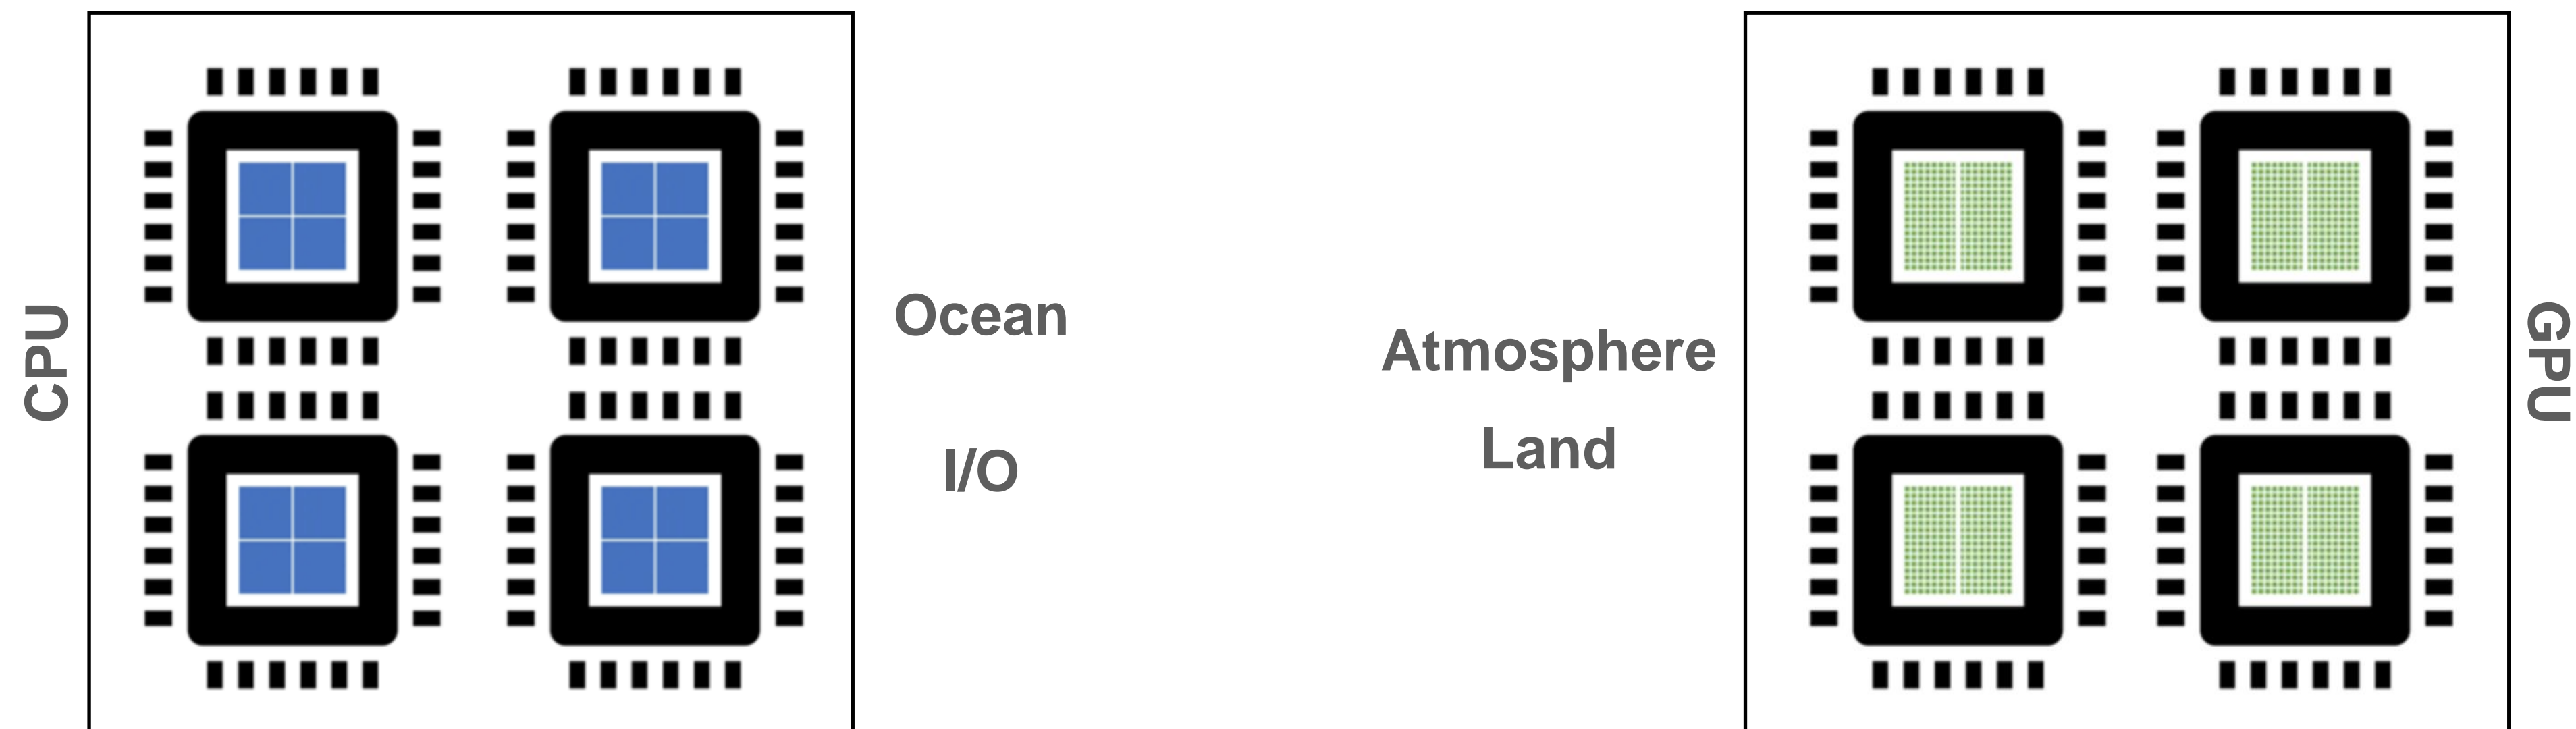 CPU
Ocean
I/O
Atmosphere
Land
GPU